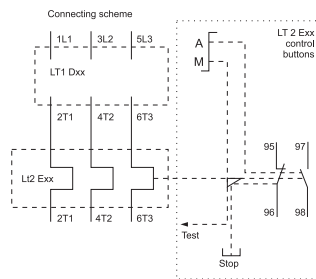 Connecting scheme
1L1 3L2 5L3
LT1 Dxx
2T1 4T2 6T3
Lt2 Exx
2T1 4T2 6T3
LT 2 Exx
control
buttons
A
M
95 97
96 98
Test
Stop